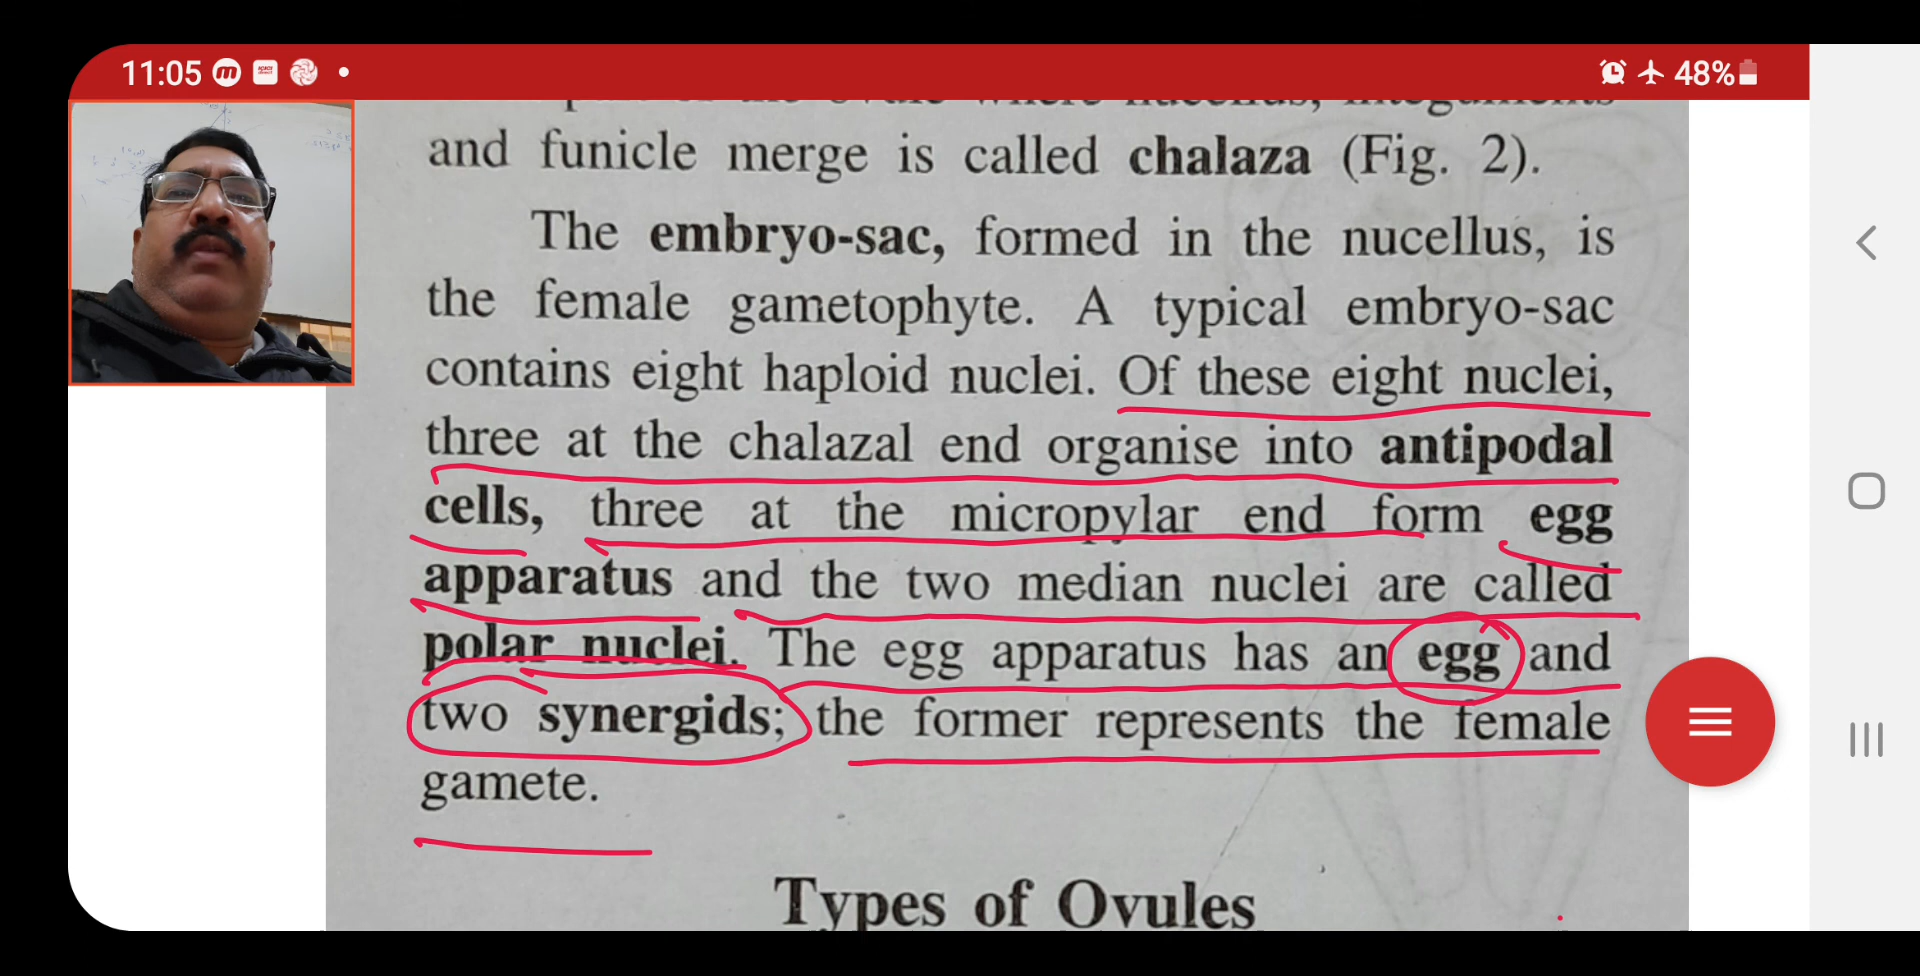 11:05
48%
and funicle merge is called chalaza (Fig. 2).
The embryo-sac, formed in the nucellus, is
the female gametophyte. A typical embryo-sac
contains eight haploid nuclei. Of these eight nuclei,
three at the chalazal end organise into antipodal
cells, three at the micropylar end form egg
apparatus and the two median nuclei are called
polar nuclei. The egg apparatus has an egg and
two synergids; the former represents the female
gamete.
Types of Ovules